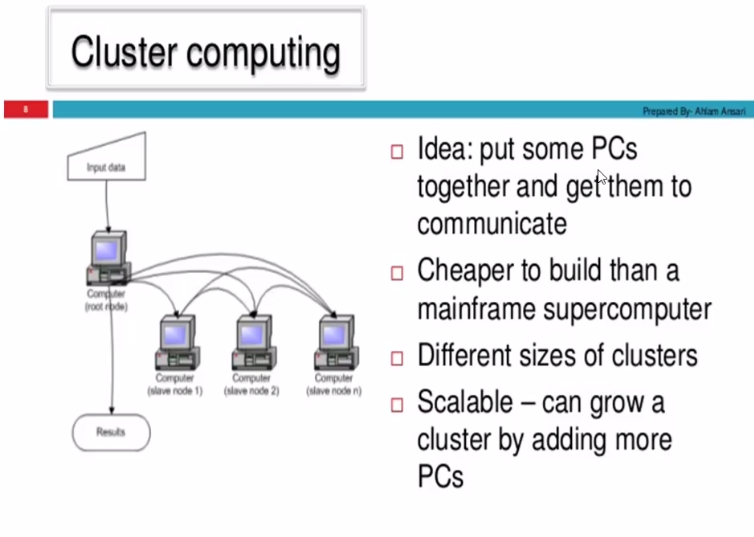 Cluster computing
8
Prepared By- Ahlam Ansari
Input data
Computer
(root node)
Computer
(slave node 1)
Computer
(slave node 2)
Computer
(slave node n)
Results
Idea: put some PCs
together and get them to
communicate
Cheaper to build than a
mainframe supercomputer
Different sizes of clusters
Scalable – can grow a
cluster by adding more
PCs